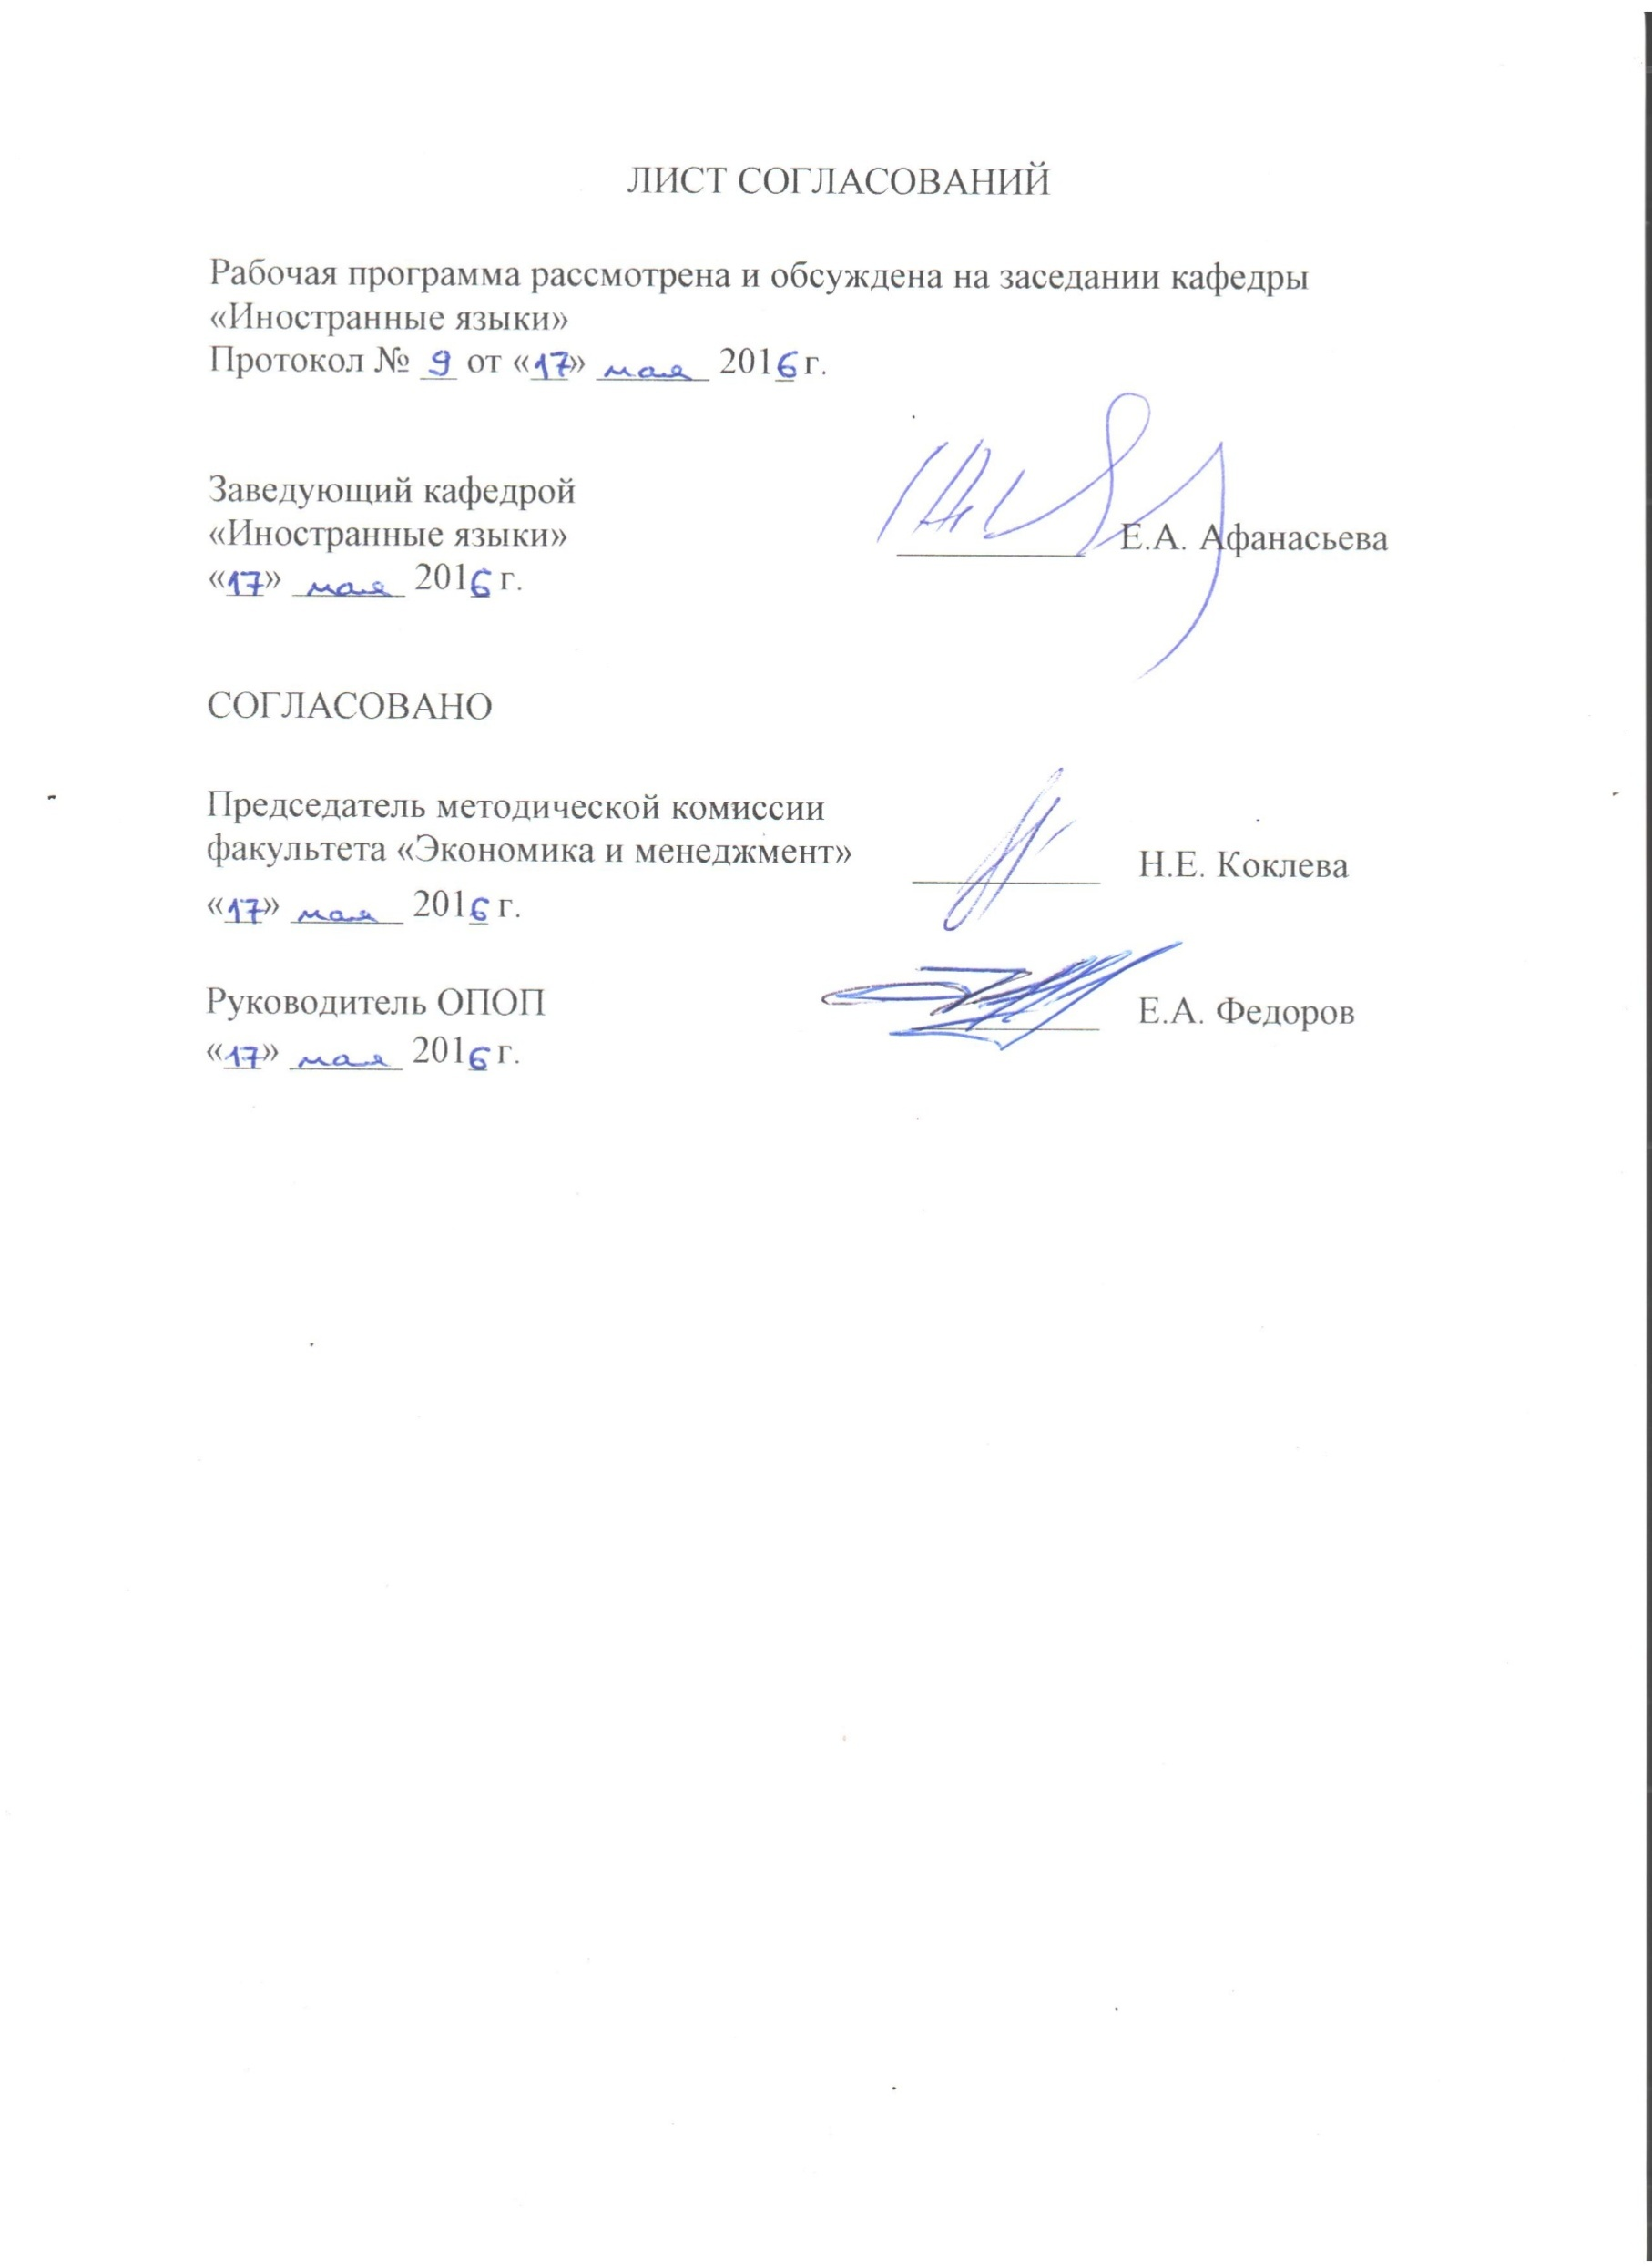 ЛИСТ СОГЛАСОВАНИЙ
Рабочая программа рассмотрена и обсуждена на заседании кафедры
«Иностранные языки»
Протокол № 9 от «17» мая 2016 г.
Заведующий кафедрой
«Иностранные языки» Е.А. Афанасьева
«17» мая 2016 г.
СОГЛАСОВАНО
Председатель методической комиссии
факультета «Экономика и менеджмент» Н.Е. Коклева
«17» мая 2016 г.
Руководитель ОПОП Е.А. Федоров
«17» мая 2016 г.